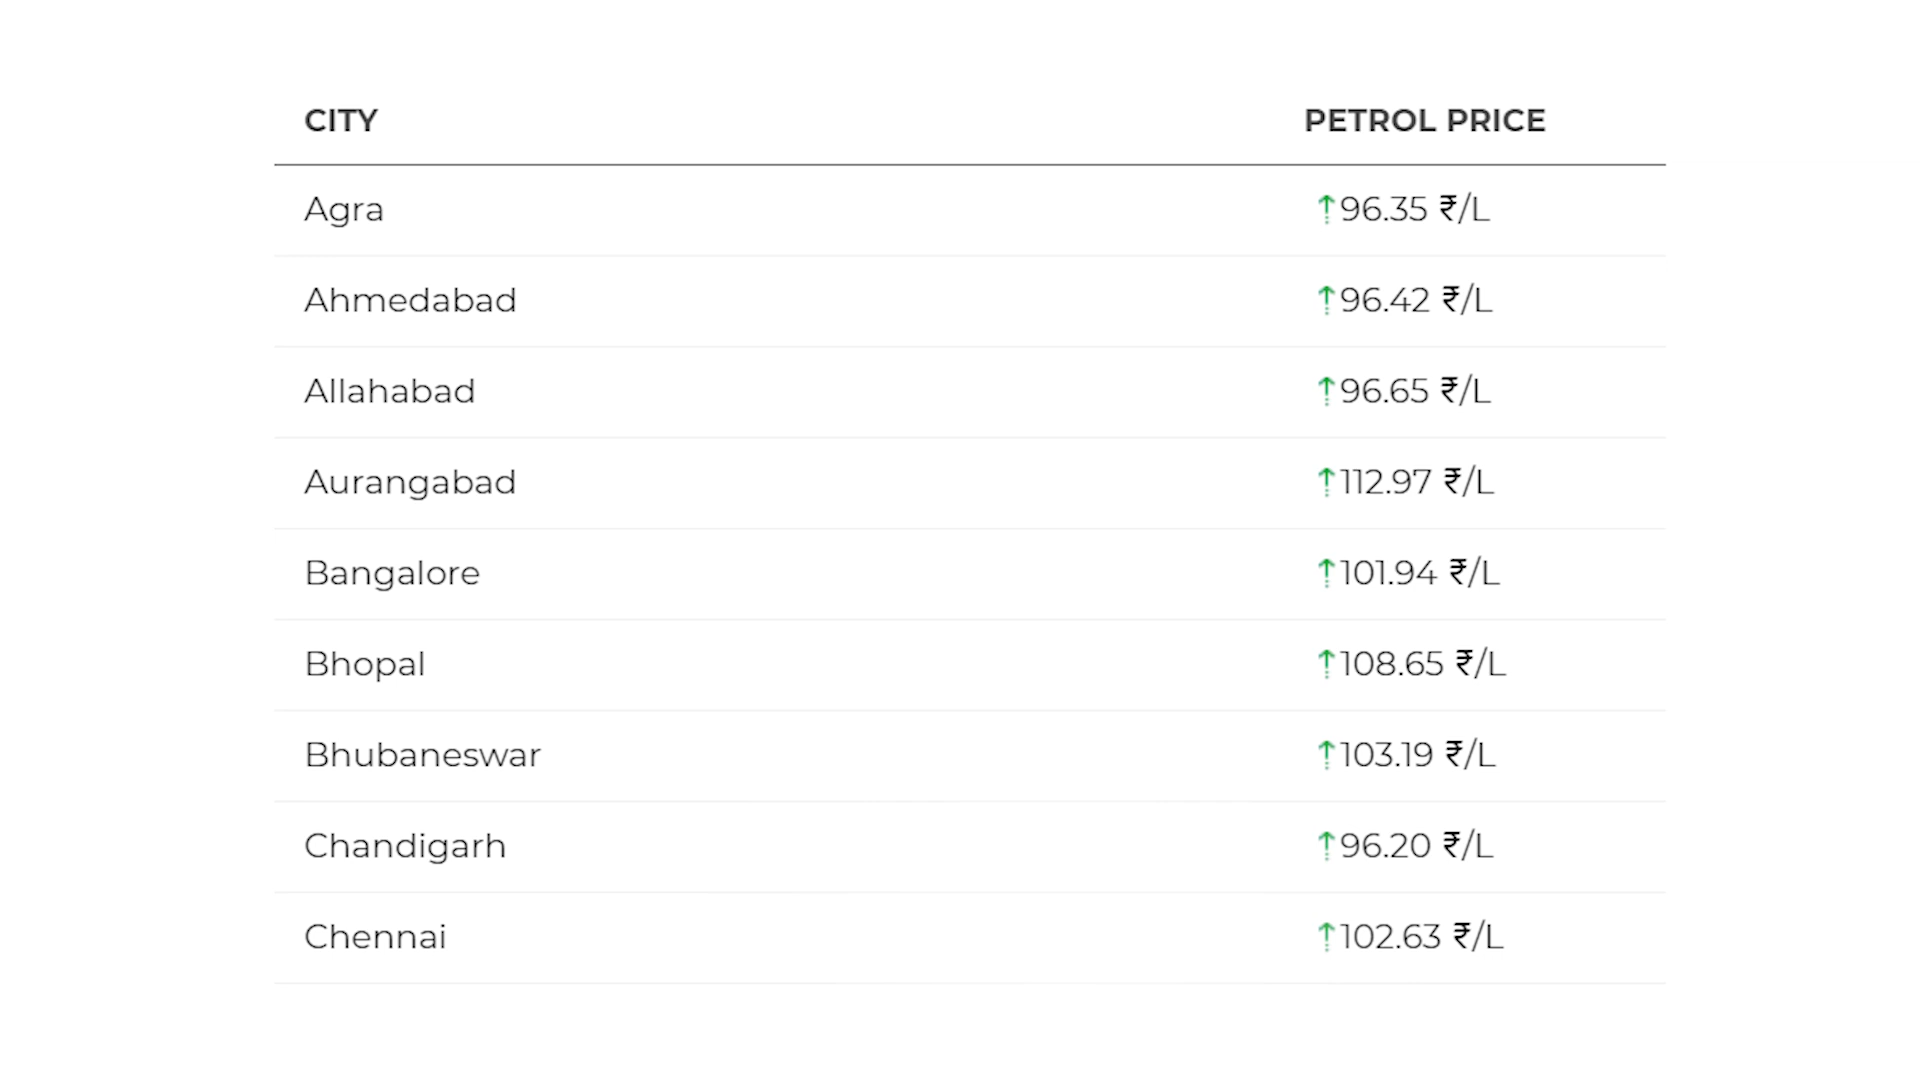 CITY PETROL PRICE
Agra ↑96.35 ₹/L
Ahmedabad ↑96.42 ₹/L
Allahabad ↑96.65 ₹/L
Aurangabad ↑112.97 ₹/L
Bangalore ↑101.94 ₹/L
Bhopal ↑108.65 ₹/L
Bhubaneswar ↑103.19 ₹/L
Chandigarh ↑96.20 ₹/L
Chennai ↑102.63 ₹/L